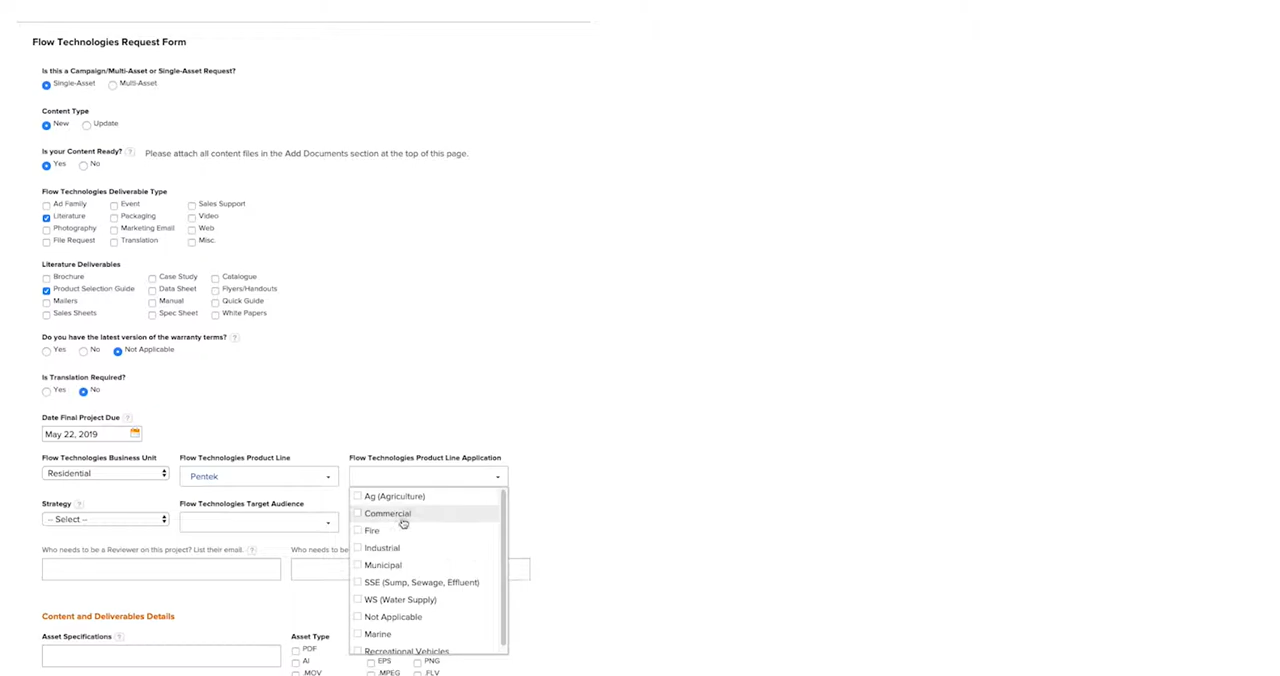 Flow Technologies Request Form
Is this a Campaign/Multi-Asset or Single-Asset Request?
Single-Asset Multi-Asset
Content Type
New Update
Is your Content Ready? ? Please attach all content files in the Add Documents section at the top of this page.
Yes No
Flow Technologies Deliverable Type
Ad Family Event Sales Support
Literature Packaging Video
Photography Marketing Email Web
File Request Translation Misc.
Literature Deliverables
Brochure Case Study Catalogue
Product Selection Guide Data Sheet Flyers/Handouts
Mailers Manual Quick Guide
Sales Sheets Spec Sheet White Papers
Do you have the latest version of the warranty terms? ?
Yes No Not Applicable
Is Translation Required?
Yes No
Date Final Project Due ?
May 22, 2019
Flow Technologies Business Unit Flow Technologies Product Line Flow Technologies Product Line Application
Residential Pentek
Ag (Agriculture)
Strategy ? Flow Technologies Target Audience
Commercial
-- Select --
Fire
Industrial
Who needs to be a Reviewer on this project? List their email. ? Who needs to be
Municipal
SSE (Sump, Sewage, Effluent)
WS (Water Supply)
Content and Deliverables Details Not Applicable
Asset Specifications ? Asset Type Marine
PDF Recreational Vehicles
AI EPS PNG
.MOV .MPEG .FLV